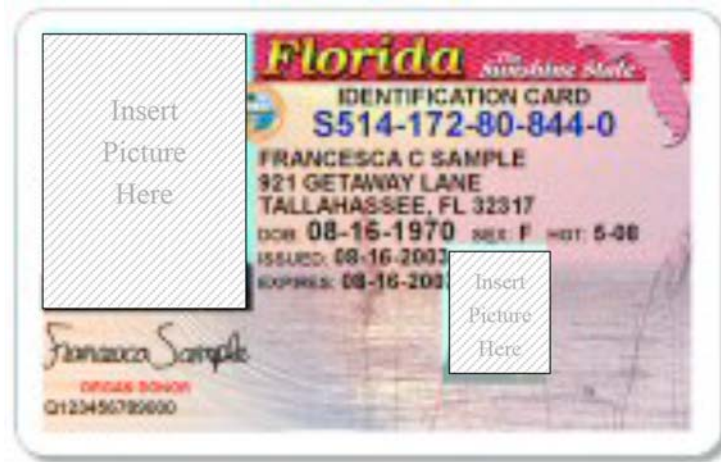 Insert
Picture
Here
Florida The Sunshine State
IDENTIFICATION CARD
S514-172-80-844-0
FRANCESCA C SAMPLE
921 GETAWAY LANE
TALLAHASSEE, FL 32317
DOB: 08-16-1970 SEX: F HGT: 5-08
ISSUED: 08-16-2003
EXPIRES: 08-16-200
Insert
Picture
Here
Francesca Sample
ORGAN DONOR